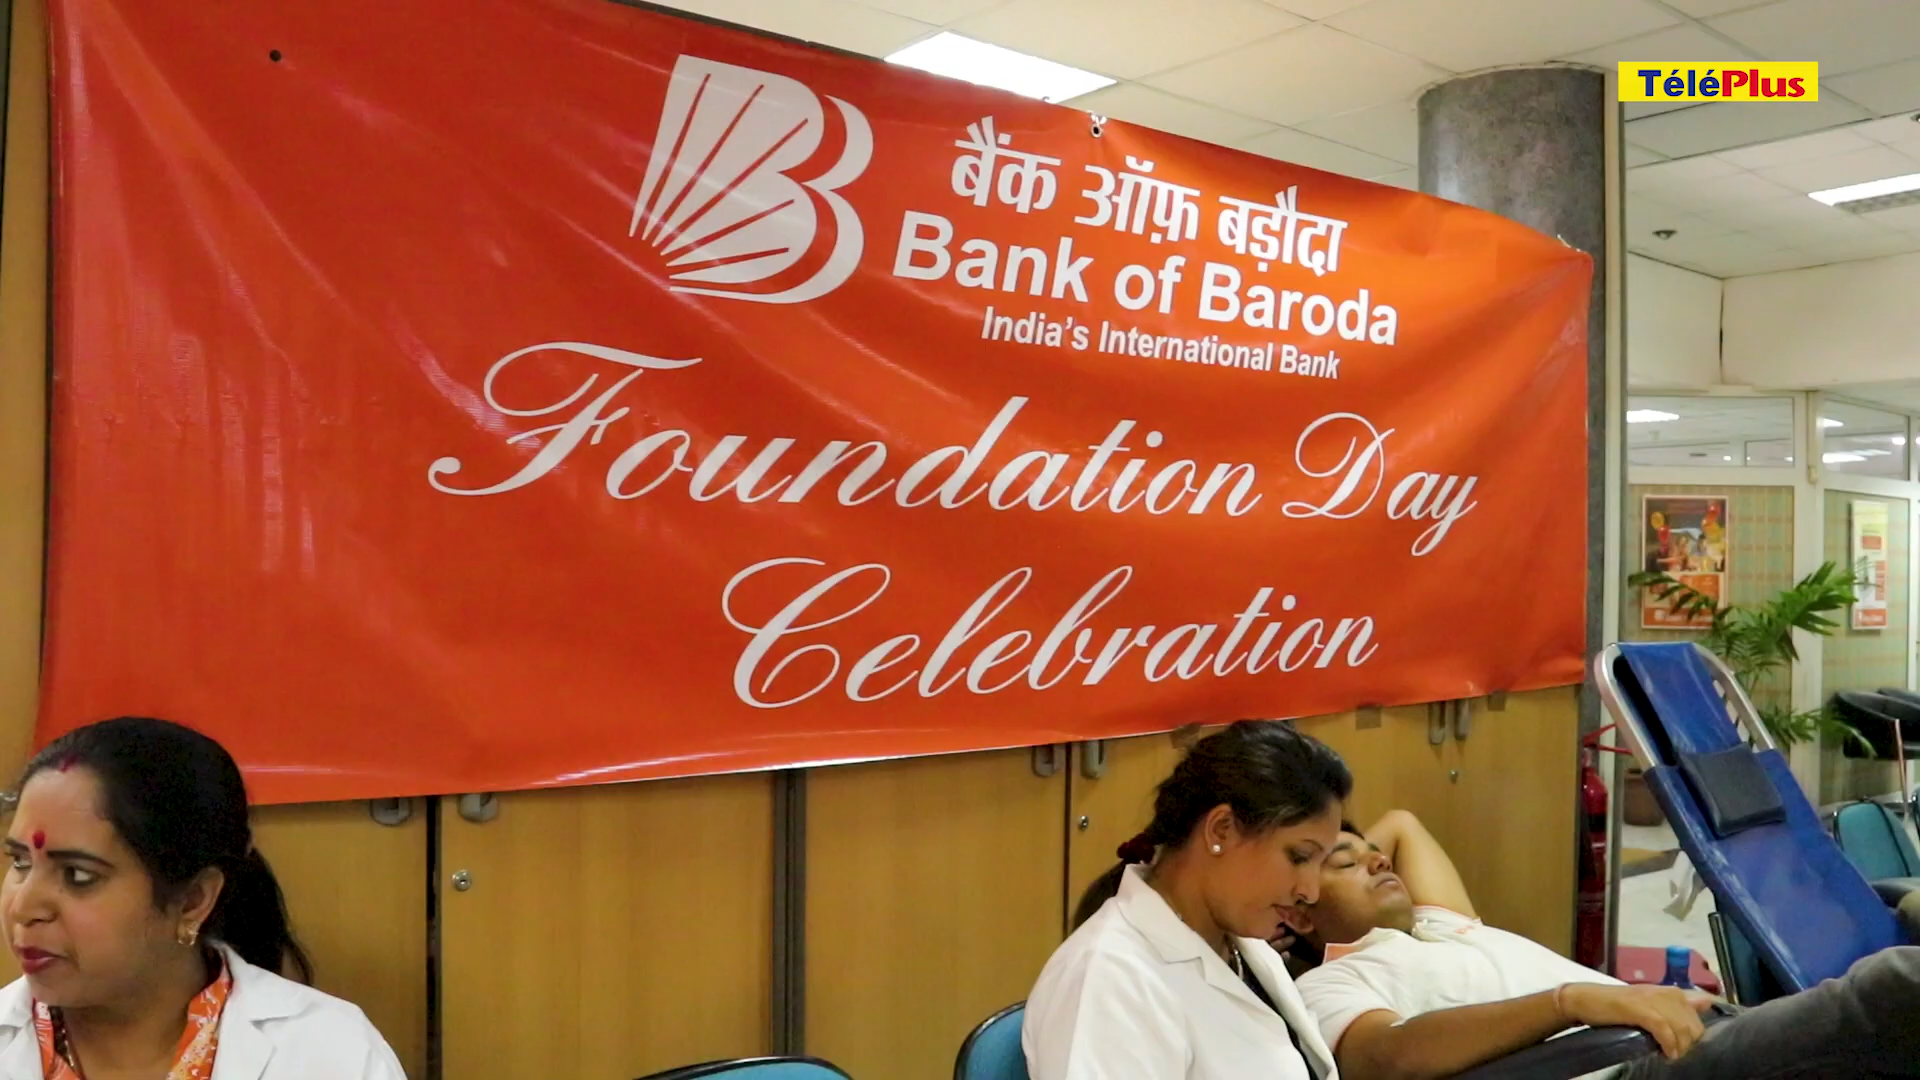 TéléPlus
बैंक ऑफ़ बड़ौदा
Bank of Baroda
India's International Bank
Foundation Day
Celebration